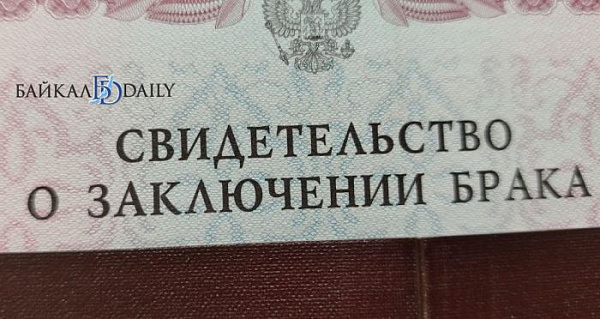 БАЙКАЛ DAILY
СВИДЕТЕЛЬСТВО
О ЗАКЛЮЧЕНИИ БРАКА